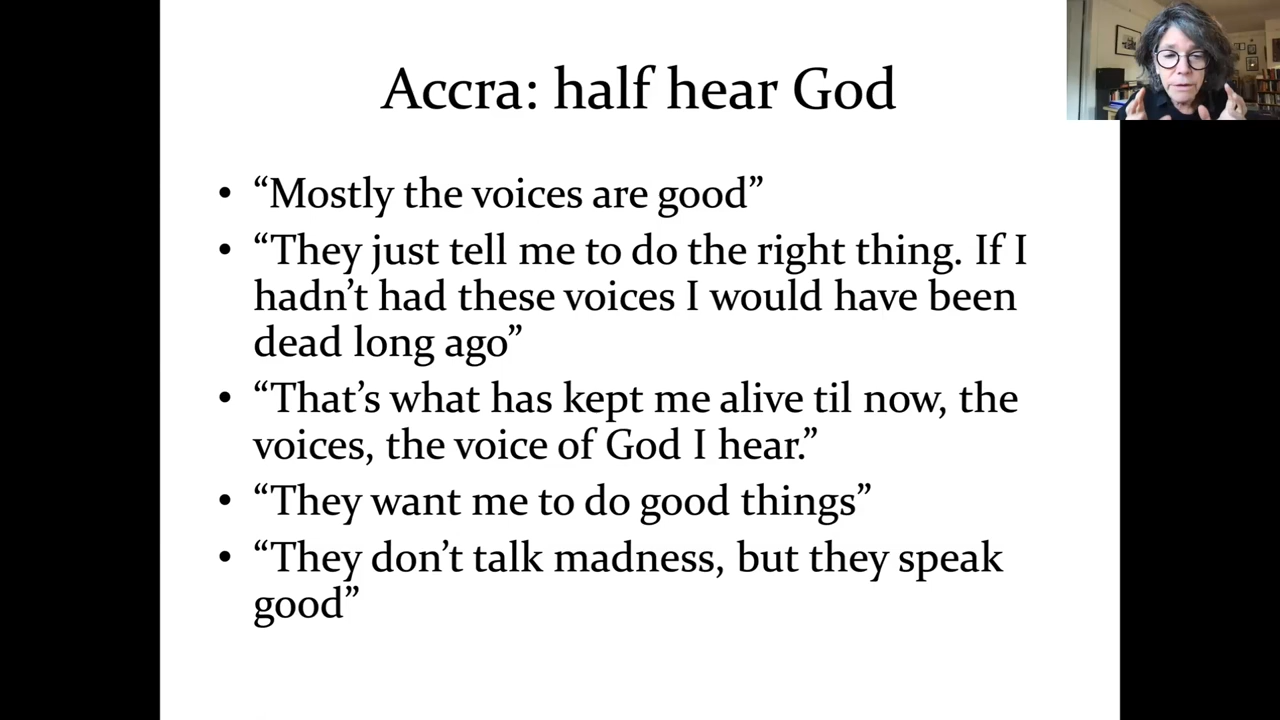 Accra: half hear God
• “Mostly the voices are good”
• “They just tell me to do the right thing. If I
hadn’t had these voices I would have been
dead long ago”
• “That’s what has kept me alive til now, the
voices, the voice of God I hear.”
• “They want me to do good things”
• “They don’t talk madness, but they speak
good”